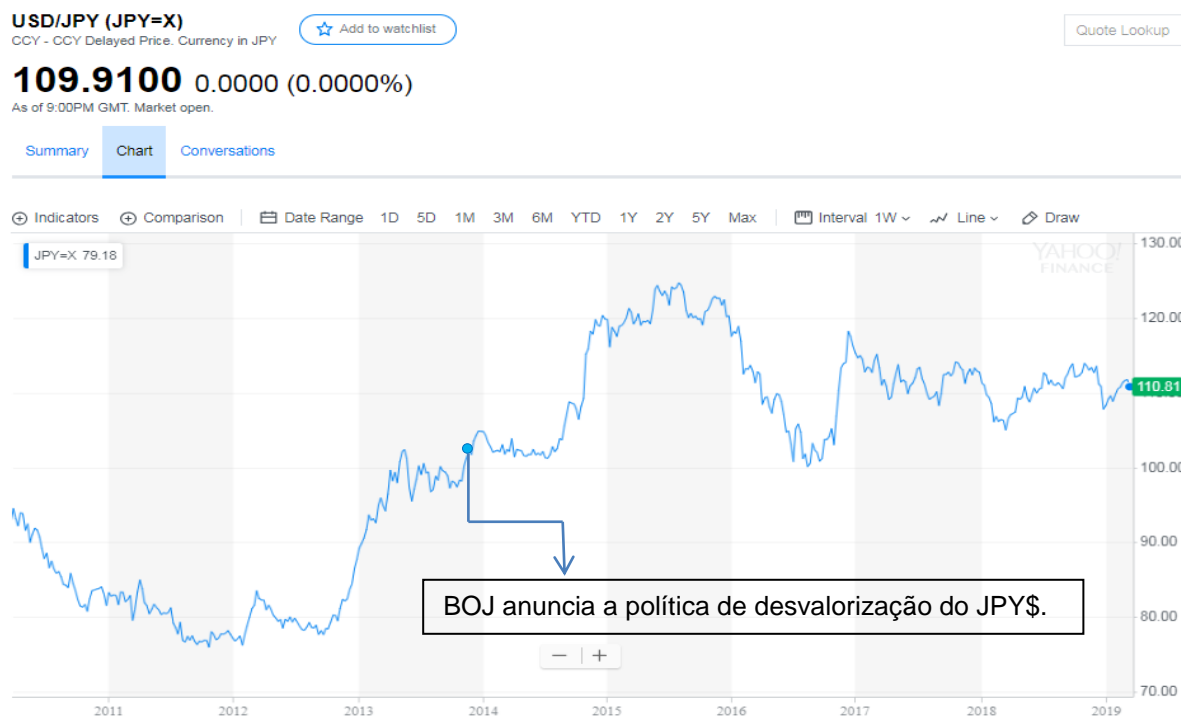 USD/JPY (JPY=X)
Add to watchlist
Quote Lookup
CCY - CCY Delayed Price. Currency in JPY
109.9100 0.0000 (0.0000%)
As of 9:00PM GMT. Market open.
Summary Chart Conversations
Indicators Comparison Date Range 1D 5D 1M 3M 6M YTD 1Y 2Y 5Y Max Interval 1W Line Draw
JPY=X 79.18
YAHOO!
FINANCE
130.00
120.00
110.81
100.00
90.00
BOJ anuncia a política de desvalorização do JPY$.
80.00
70.00
2011 2012 2013 2014 2015 2016 2017 2018 2019